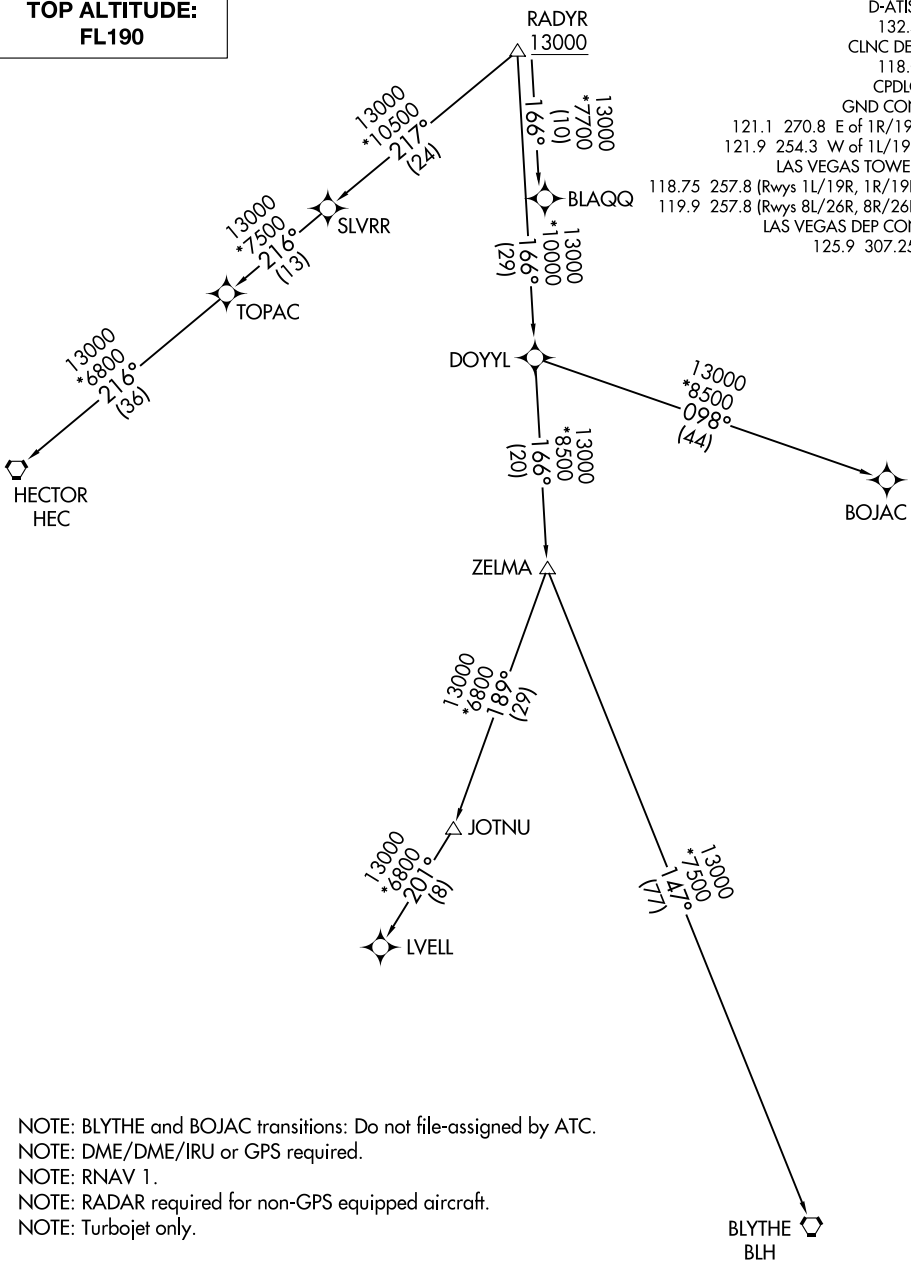 TOP ALTITUDE:
FL190
RADYR
13000
D-ATIS
132.
CLNC DE
118.
CPDL
GND CON
121.1 270.8 E of 1R/19
121.9 254.3 W of 1L/19
LAS VEGAS TOWE
118.75 257.8 (Rwys 1L/19R, 1R/19
119.9 257.8 (Rwys 8L/26R, 8R/26
LAS VEGAS DEP CON
125.9 307.25
13000
*10500
217°
(24)
13000
*7700
166°
(10)
BLAQQ
SLVRR
13000
*7500
216°
(13)
TOPAC
13000
*10000
166°
(29)
DOYYL
13000
*6800
216°
(36)
HECTOR
HEC
13000
*8500
098°
(44)
BOJAC
13000
*8500
166°
(20)
ZELMA
13000
*6800
189°
(29)
JOTNU
13000
*6800
201°
(8)
LVELL
13000
*7500
147°
(77)
BLYTHE
BLH
NOTE: BLYTHE and BOJAC transitions: Do not file-assigned by ATC.
NOTE: DME/DME/IRU or GPS required.
NOTE: RNAV 1.
NOTE: RADAR required for non-GPS equipped aircraft.
NOTE: Turbojet only.